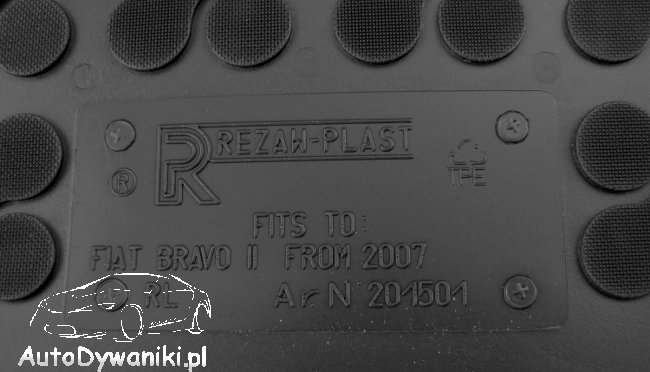 REZAW-PLAST
R
®
TPE
FITS TO:
FIAT BRAVO II FROM 2007
RL Ar N° 201501
AutoDywaniki.pl